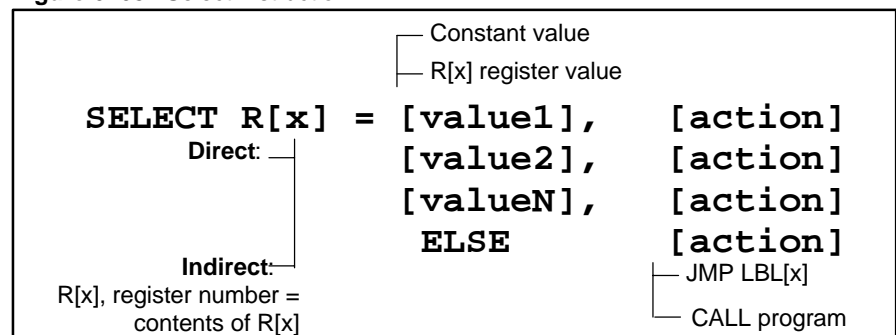 Constant value
R[x] register value
SELECT R[x] = [value1], [action]
Direct: [value2], [action]
[valueN], [action]
ELSE [action]
Indirect:
R[x], register number =
contents of R[x]
JMP LBL[x]
CALL program